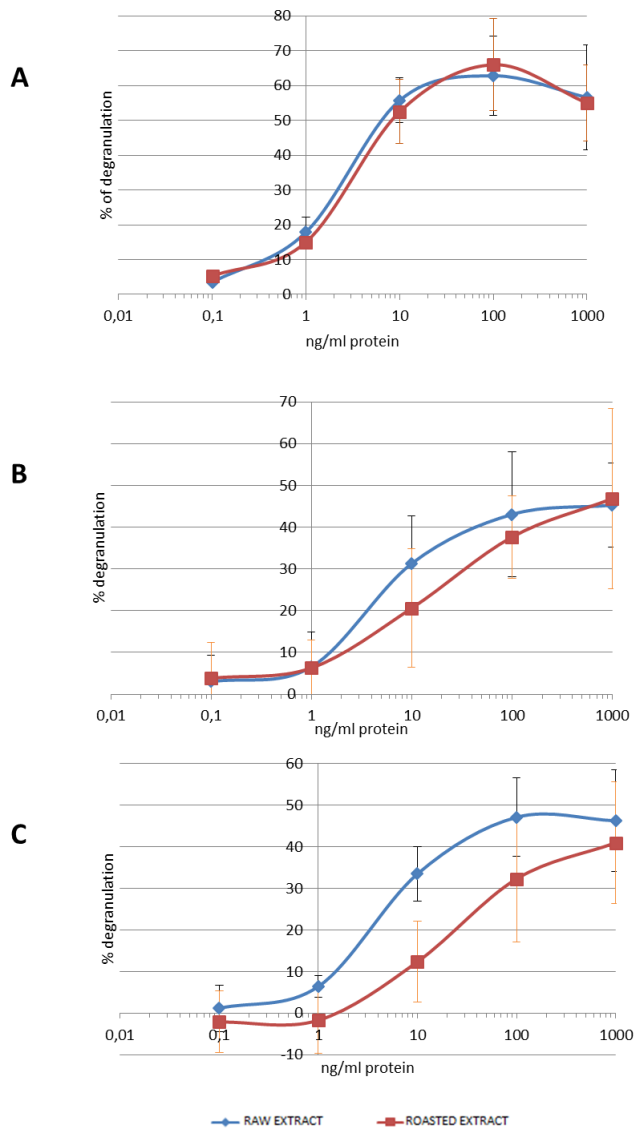 A
% of degranulation
80
70
60
50
40
30
20
10
0
0,01 0,1 1 10 100 1000
ng/ml protein
B
% degranulation
70
60
50
40
30
20
10
0
0,01 0,1 1 10 100 1000
ng/ml protein
C
% degranulation
60
50
40
30
20
10
0
0,01 0,1 1 10 100 1000
-10
ng/ml protein
RAW EXTRACT ROASTED EXTRACT